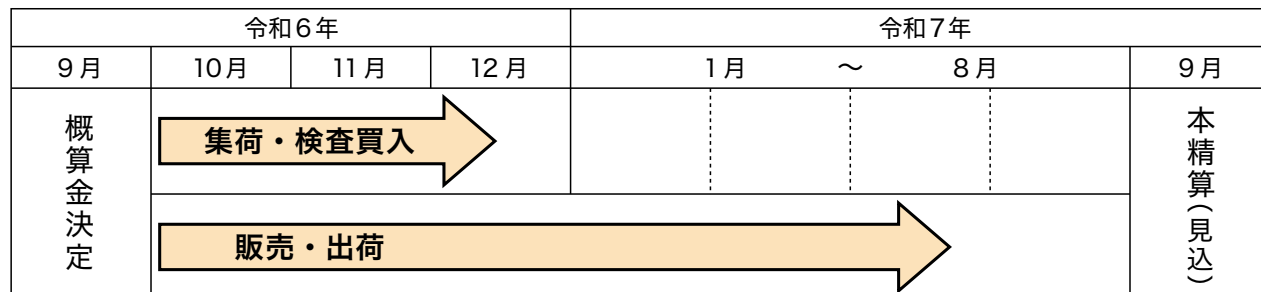 令和6年 令和7年
9月 10月 11月 12月 1月 ～ 8月 9月
概算金決定
集荷・検査買入
販売・出荷
本精算(見込)